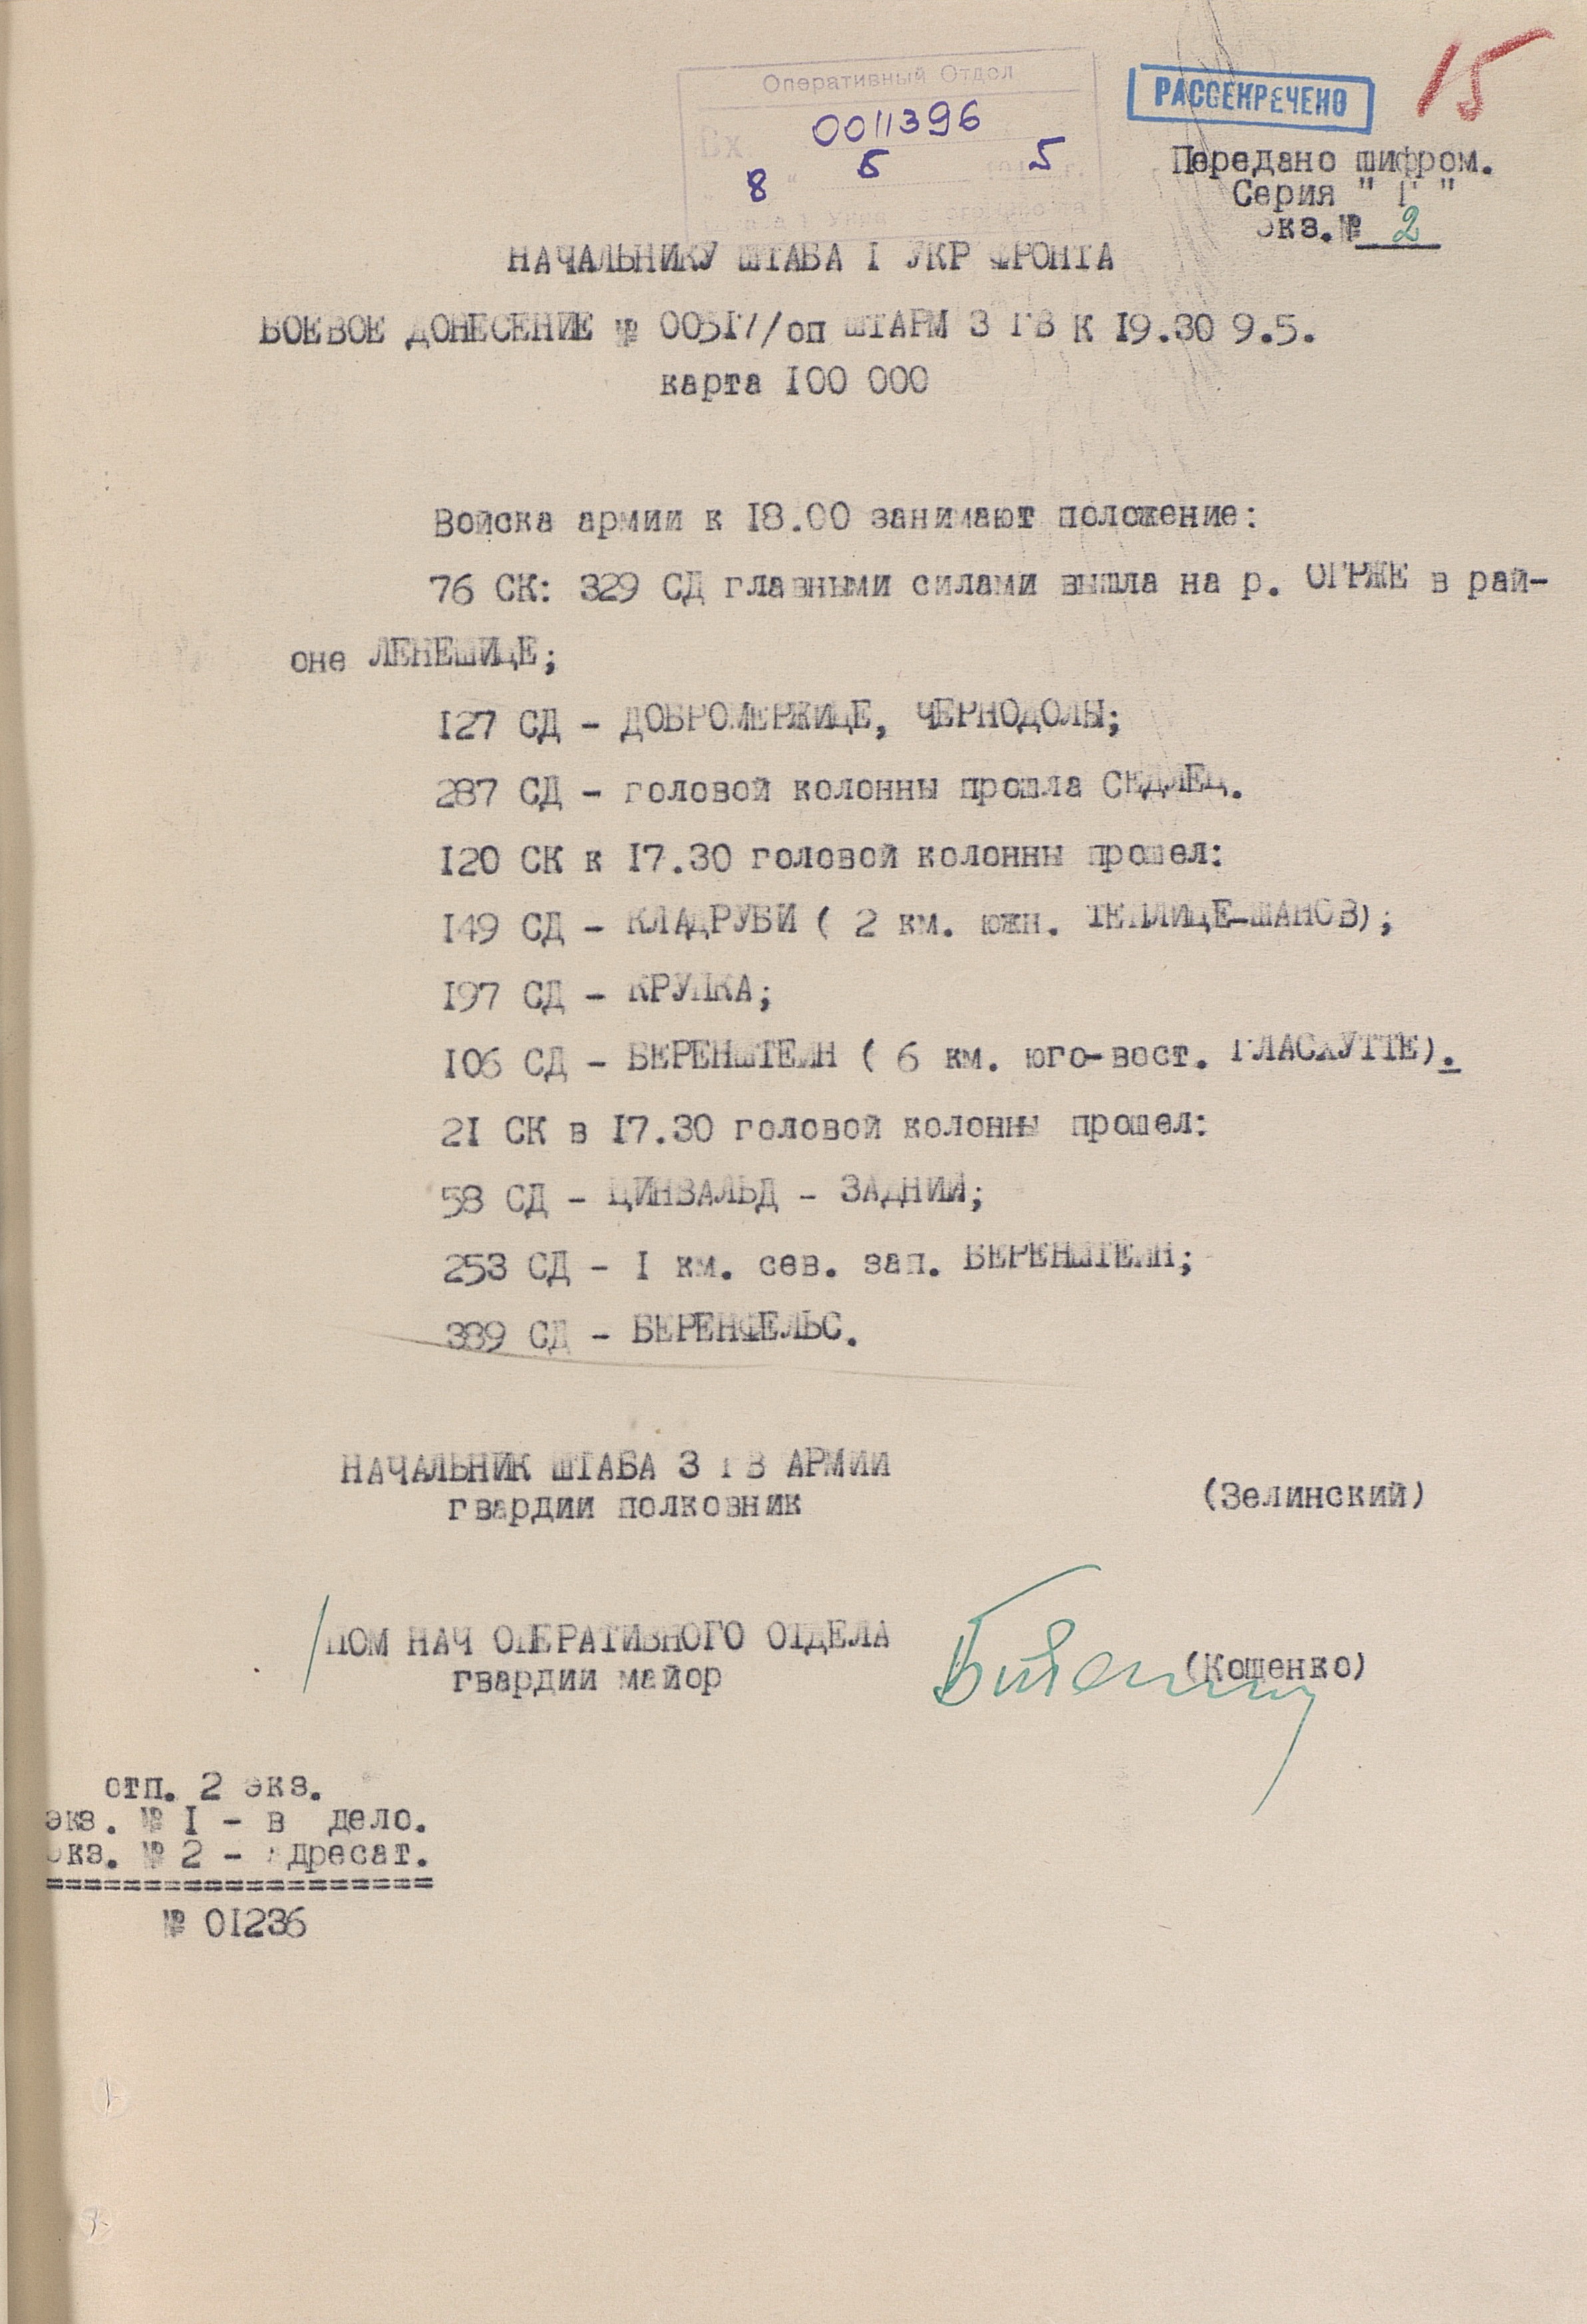 Оперативный Отдел
Вх. 0011396
8 " 5 5 г.
РАССЕКРЕЧЕНО
15
Передано шифром.
Серия " Г "
экз.№ 2
НАЧАЛЬНИКУ ШТАБА I УКР ФРОНТА
БОЕВОЕ ДОНЕСЕНИЕ № 00517/оп ШТАРМ 3 ГВ К 19.30 9.5.
карта 100 000
Войска армии к 18.00 занимают положение:
76 СК: 329 СД главными силами вышла на р. ОГРЖЕ в рай-
оне ЛЕНЕШИЦЕ;
127 СД - ДОБРОМЕРЖИЦЕ, ЧЕРНОДОЛЫ;
287 СД - головой колонны прошла СЕДЛЕЦ.
120 СК к 17.30 головой колонны прошел:
149 СД - КЛАДРУБИ ( 2 км. южн. ТЕПЛИЦЕ-ШАНОВ);
197 СД - КРУПКА;
106 СД - БЕРЕНШТЕЙН ( 6 км. юго-вост. ГЛАСХУТТЕ).
21 СК в 17.30 головой колонны прошел:
58 СД - ЦИНВАЛЬД - ЗАДНИЙ;
253 СД - 1 км. сев. зап. БЕРЕНШТЕЙН;
389 СД - БЕРЕНФЕЛЬС.
НАЧАЛЬНИК ШТАБА 3 ГВ АРМИИ
гвардии полковник
(Зелинский)
ПОМ НАЧ ОПЕРАТИВНОГО ОТДЕЛА
гвардии майор
(Кошенко)
отп. 2 экз.
экз. № 1 - в дело.
экз. № 2 - адресат.
====================
№ 01236